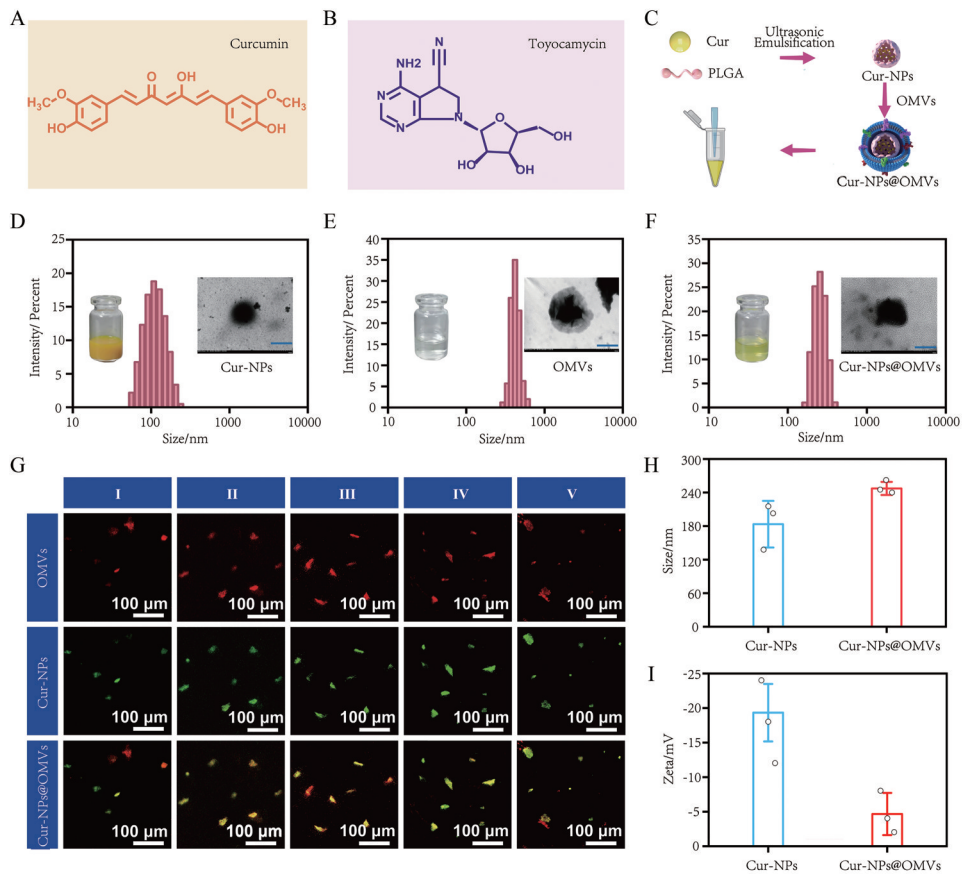 A
Curcumin
O
OH
H₃CO
OCH₃
HO
OH
B
Toyocamycin
N
NH2
N
N
N
O
OH
HO
OH
C
Cur
PLGA
Ultrasonic
Emulsification
Cur-NPs
OMVs
Cur-NPs@OMVs
D
Intensity/ Percent
25
20
15
10
5
0
10
100
1000
10000
Size/nm
Cur-NPs
E
Intensity/ Percent
40
35
30
25
20
15
10
5
0
10
100
1000
10000
Size/nm
OMVs
F
Intensity/ Percent
35
30
25
20
15
10
5
0
10
100
1000
10000
Size/nm
Cur-NPs@OMVs
G
I
II
III
IV
V
OMVs
100 µm
100 µm
100 µm
100 µm
100 µm
Cur-NPs
100 µm
100 µm
100 µm
100 µm
100 µm
Cur-NPs@OMVs
100 µm
100 µm
100 µm
100 µm
100 µm
H
Size/nm
300
240
180
120
60
0
Cur-NPs
Cur-NPs@OMVs
I
Zeta/mV
-25
-20
-15
-10
-5
0
Cur-NPs
Cur-NPs@OMVs